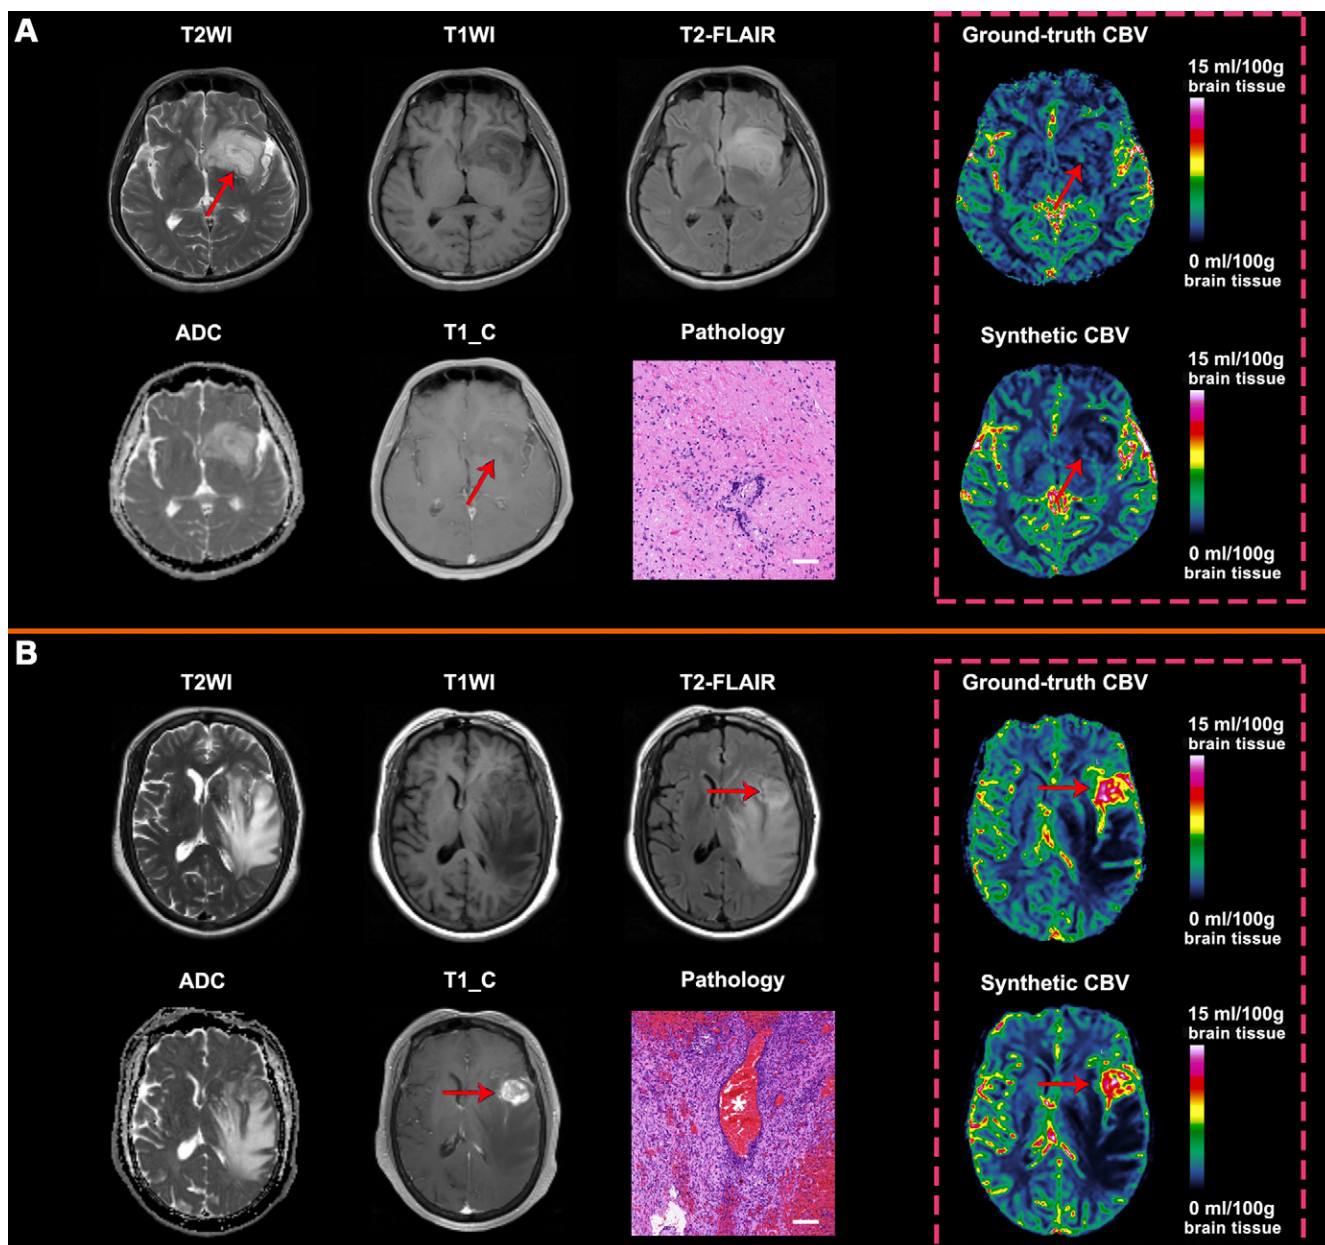 A
T2WI
T1WI
T2-FLAIR
Ground-truth CBV
15 ml/100g
brain tissue
0 ml/100g
brain tissue
ADC
T1_C
Pathology
Synthetic CBV
15 ml/100g
brain tissue
0 ml/100g
brain tissue
B
T2WI
T1WI
T2-FLAIR
Ground-truth CBV
15 ml/100g
brain tissue
0 ml/100g
brain tissue
ADC
T1_C
Pathology
Synthetic CBV
15 ml/100g
brain tissue
*
0 ml/100g
brain tissue